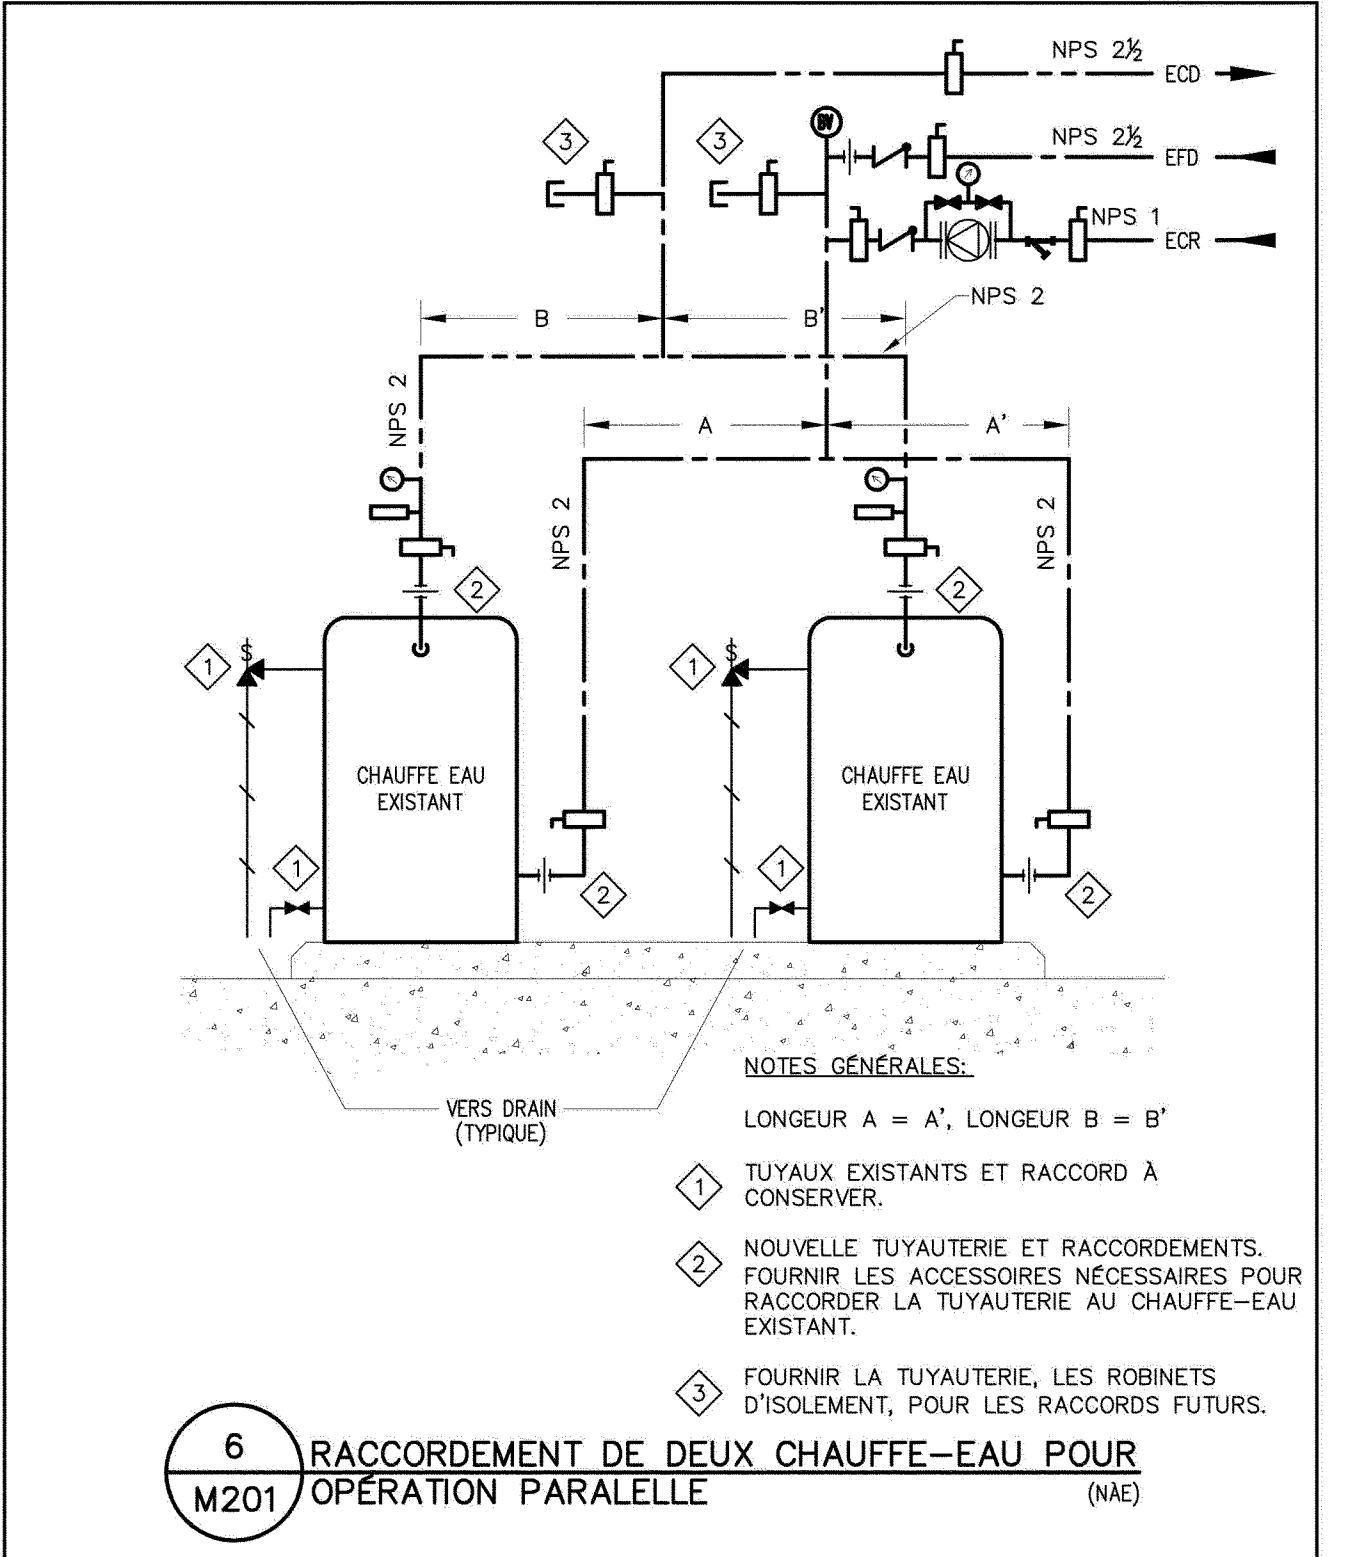 NPS 2½
ECD
3
3
BV
NPS 2½
EFD
NPS 1
ECR
NPS 2
B
B'
NPS 2
A
A'
NPS 2
NPS 2
2
2
1
S
1
S
CHAUFFE EAU
EXISTANT
CHAUFFE EAU
EXISTANT
1
2
1
2
VERS DRAIN
(TYPIQUE)
NOTES GÉNÉRALES:
LONGEUR A = A', LONGEUR B = B'
1
TUYAUX EXISTANTS ET RACCORD À
CONSERVER.
2
NOUVELLE TUYAUTERIE ET RACCORDEMENTS.
FOURNIR LES ACCESSOIRES NÉCESSAIRES POUR
RACCORDER LA TUYAUTERIE AU CHAUFFE-EAU
EXISTANT.
3
FOURNIR LA TUYAUTERIE, LES ROBINETS
D'ISOLEMENT, POUR LES RACCORDS FUTURS.
6
M201
RACCORDEMENT DE DEUX CHAUFFE-EAU POUR
OPÉRATION PARALELLE
(NÀE)